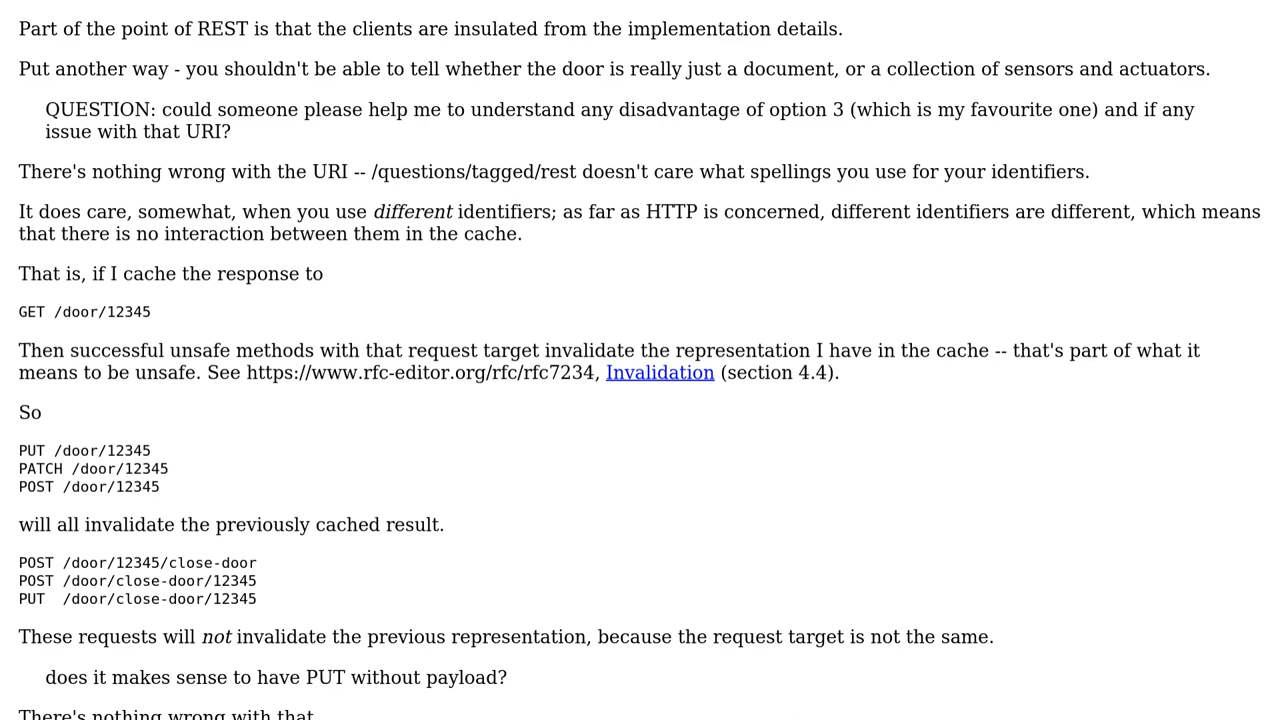 Part of the point of REST is that the clients are insulated from the implementation details.
Put another way - you shouldn't be able to tell whether the door is really just a document, or a collection of sensors and actuators.
QUESTION: could someone please help me to understand any disadvantage of option 3 (which is my favourite one) and if any
issue with that URI?
There's nothing wrong with the URI -- /questions/tagged/rest doesn't care what spellings you use for your identifiers.
It does care, somewhat, when you use different identifiers; as far as HTTP is concerned, different identifiers are different, which means
that there is no interaction between them in the cache.
That is, if I cache the response to
GET /door/12345
Then successful unsafe methods with that request target invalidate the representation I have in the cache -- that's part of what it
means to be unsafe. See https://www.rfc-editor.org/rfc/rfc7234, Invalidation (section 4.4).
So
PUT /door/12345
PATCH /door/12345
POST /door/12345
will all invalidate the previously cached result.
POST /door/12345/close-door
POST /door/close-door/12345
PUT  /door/close-door/12345
These requests will not invalidate the previous representation, because the request target is not the same.
does it makes sense to have PUT without payload?
There's nothing wrong with that